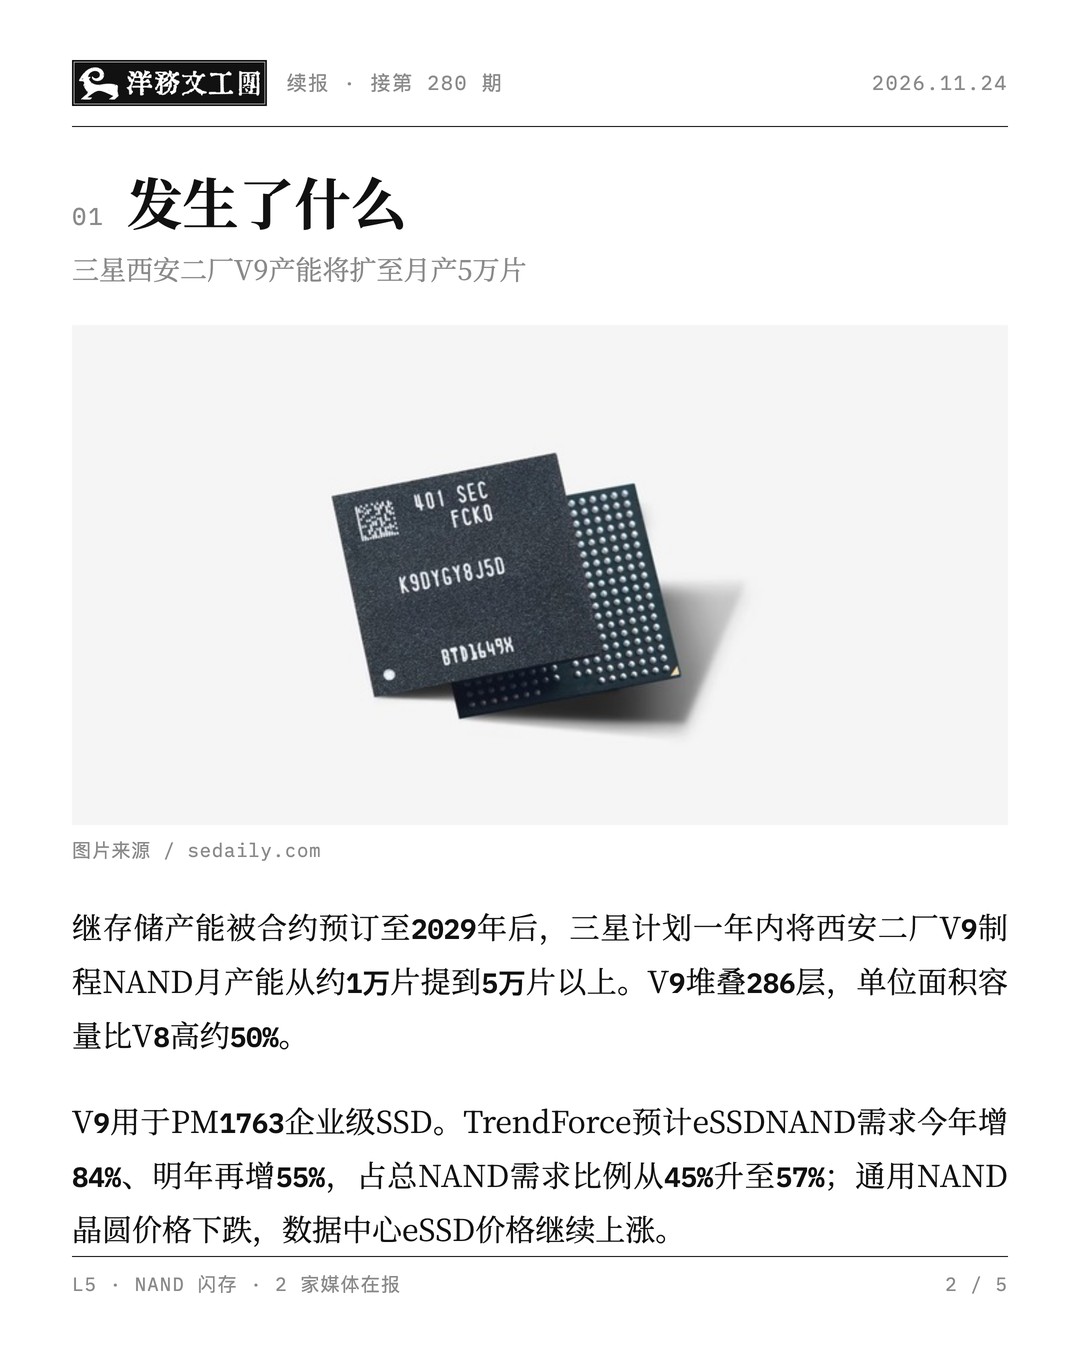 洋務文工團
续报 · 接第 280 期
2026.11.24
01 发生了什么
三星西安二厂V9产能将扩至月产5万片
401 SEC
FCK0
K9DYGY8J5D
BTD1649X
图片来源 / sedaily.com
继存储产能被合约预订至2029年后，三星计划一年内将西安二厂V9制
程NAND月产能从约1万片提到5万片以上。V9堆叠286层，单位面积容
量比V8高约50%。
V9用于PM1763企业级SSD。TrendForce预计eSSDNAND需求今年增
84%、明年再增55%，占总NAND需求比例从45%升至57%；通用NAND
晶圆价格下跌，数据中心eSSD价格继续上涨。
L5 · NAND 闪存 · 2 家媒体在报
2 / 5